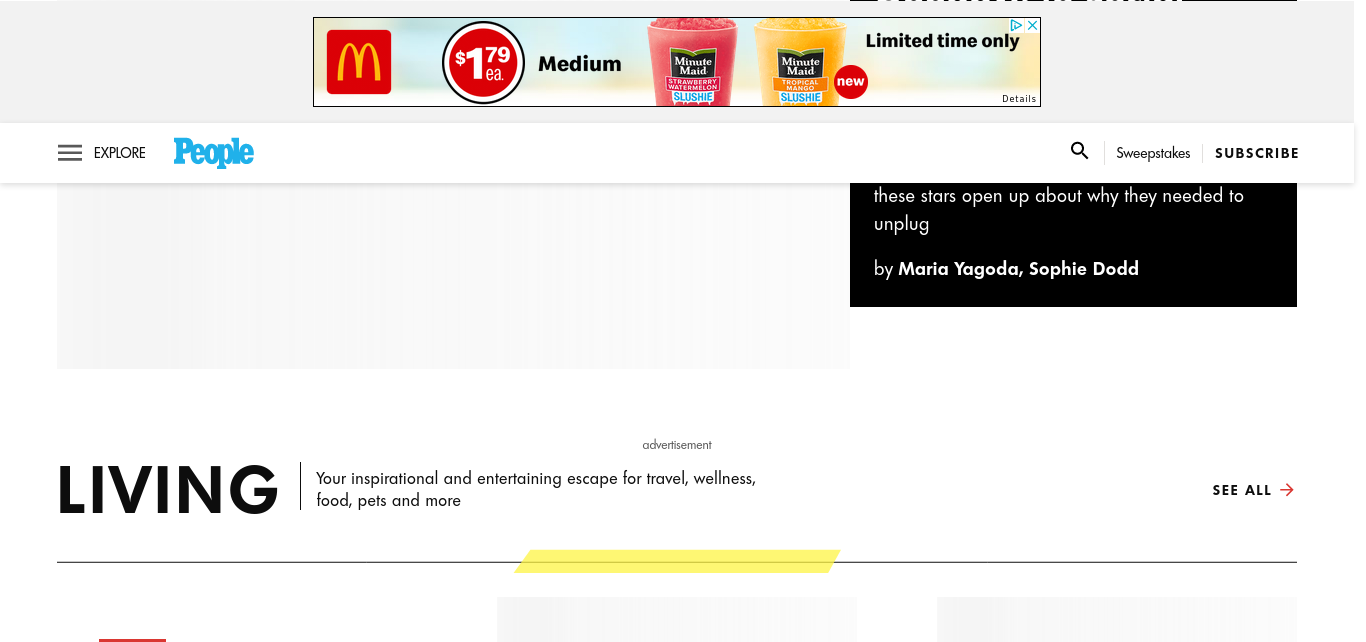 $1.79 ea.
Medium
Minute Maid
STRAWBERRY WATERMELON
SLUSHIE
Minute Maid
TROPICAL MANGO
SLUSHIE
new
Limited time only
Details
EXPLORE
People
Sweepstakes
SUBSCRIBE
these stars open up about why they needed to
unplug
by Maria Yagoda, Sophie Dodd
advertisement
LIVING
Your inspirational and entertaining escape for travel, wellness,
food, pets and more
SEE ALL